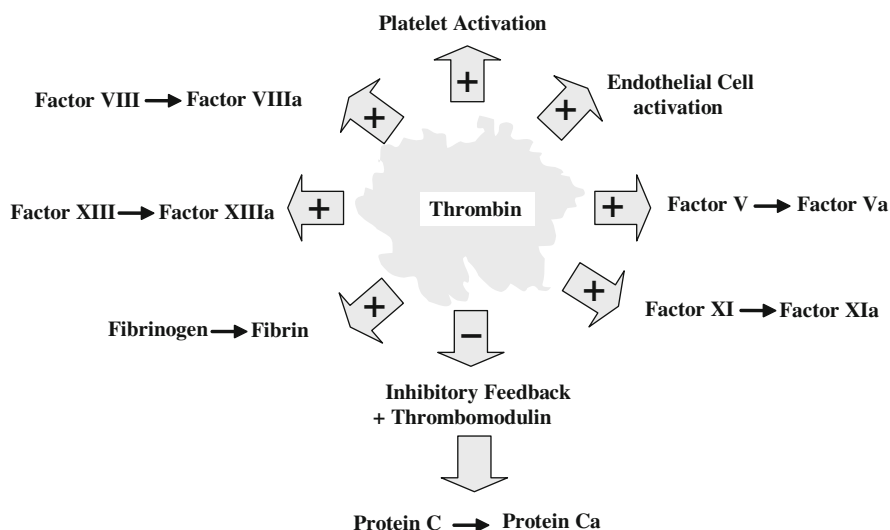 Platelet Activation
+
Endothelial Cell
activation
+
Factor VIII → Factor VIIIa
+
Factor XIII → Factor XIIIa
+
Thrombin
+
Factor V → Factor Va
+
Factor XI → Factor XIa
+
Fibrinogen → Fibrin
−
Inhibitory Feedback
+ Thrombomodulin
Protein C → Protein Ca